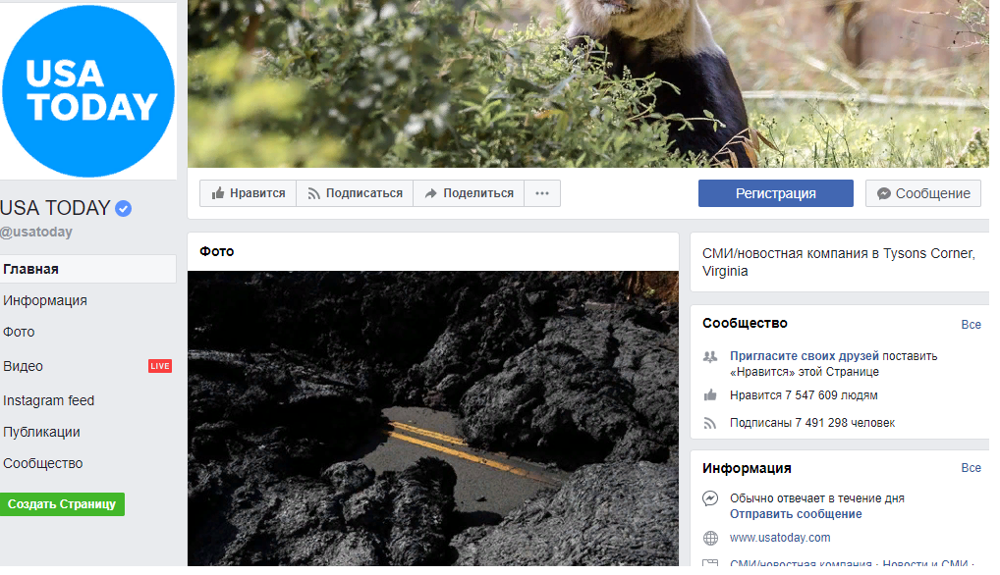 USA
TODAY
USA TODAY
@usatoday
Главная
Информация
Фото
Видео
LIVE
Instagram feed
Публикации
Сообщество
Создать Страницу
Нравится
Подписаться
Поделиться
Регистрация
Сообщение
Фото
СМИ/новостная компания в Tysons Corner,
Virginia
Сообщество
Все
Пригласите своих друзей поставить
«Нравится» этой Странице
Нравится 7 547 609 людям
Подписаны 7 491 298 человек
Информация
Все
Обычно отвечает в течение дня
Отправить сообщение
www.usatoday.com
СМИ/новостная компания · Новости и СМИ ·